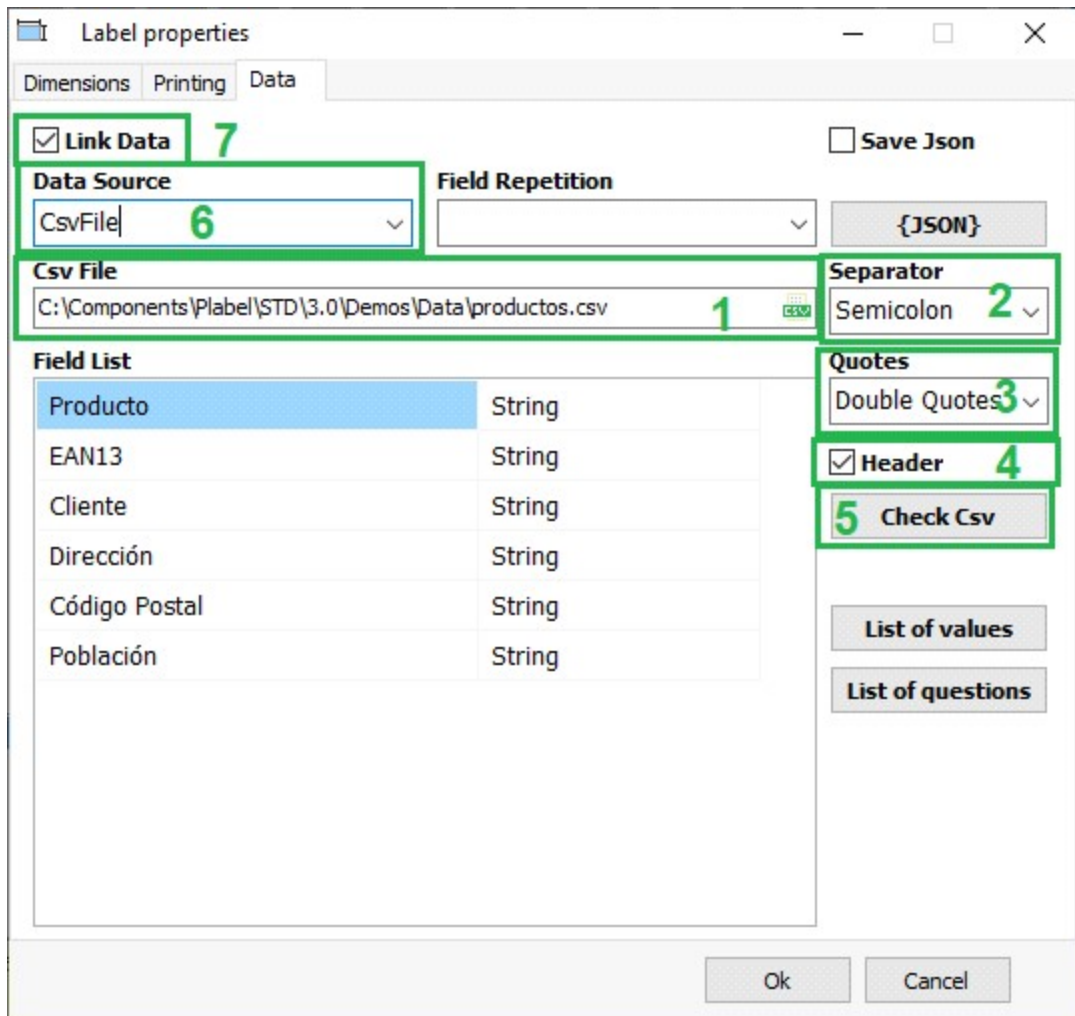 Label properties
Dimensions Printing Data
Link Data 7 Save Json
Data Source Field Repetition
CsvFile 6 {JSON}
Csv File Separator
C:\Components\Plabel\STD\3.0\Demos\Data\productos.csv 1 CSV Semicolon 2
Field List Quotes
Producto String Double Quotes 3
EAN13 String Header 4
Cliente String 5 Check Csv
Dirección String
Código Postal String List of values
Población String List of questions
Ok Cancel